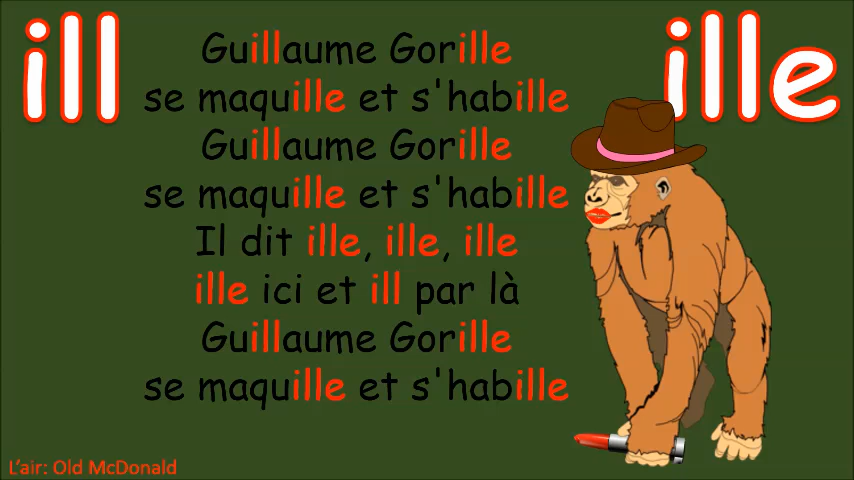 ill
ille
Guillaume Gorille
se maquille et s'habille
Guillaume Gorille
se maquille et s'habille
Il dit ille, ille, ille
ille ici et ill par là
Guillaume Gorille
se maquille et s'habille
L'air: Old McDonald